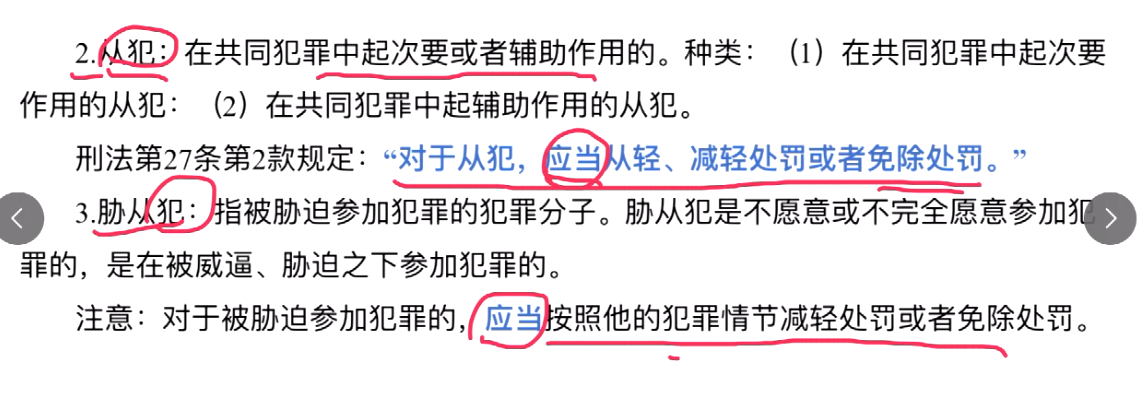 2.从犯：在共同犯罪中起次要或者辅助作用的。种类：（1）在共同犯罪中起次要
作用的从犯：（2）在共同犯罪中起辅助作用的从犯。
刑法第27条第2款规定：“对于从犯，应当从轻、减轻处罚或者免除处罚。”
3.胁从犯：指被胁迫参加犯罪的犯罪分子。胁从犯是不愿意或不完全愿意参加犯
罪的，是在被威逼、胁迫之下参加犯罪的。
注意：对于被胁迫参加犯罪的，应当按照他的犯罪情节减轻处罚或者免除处罚。